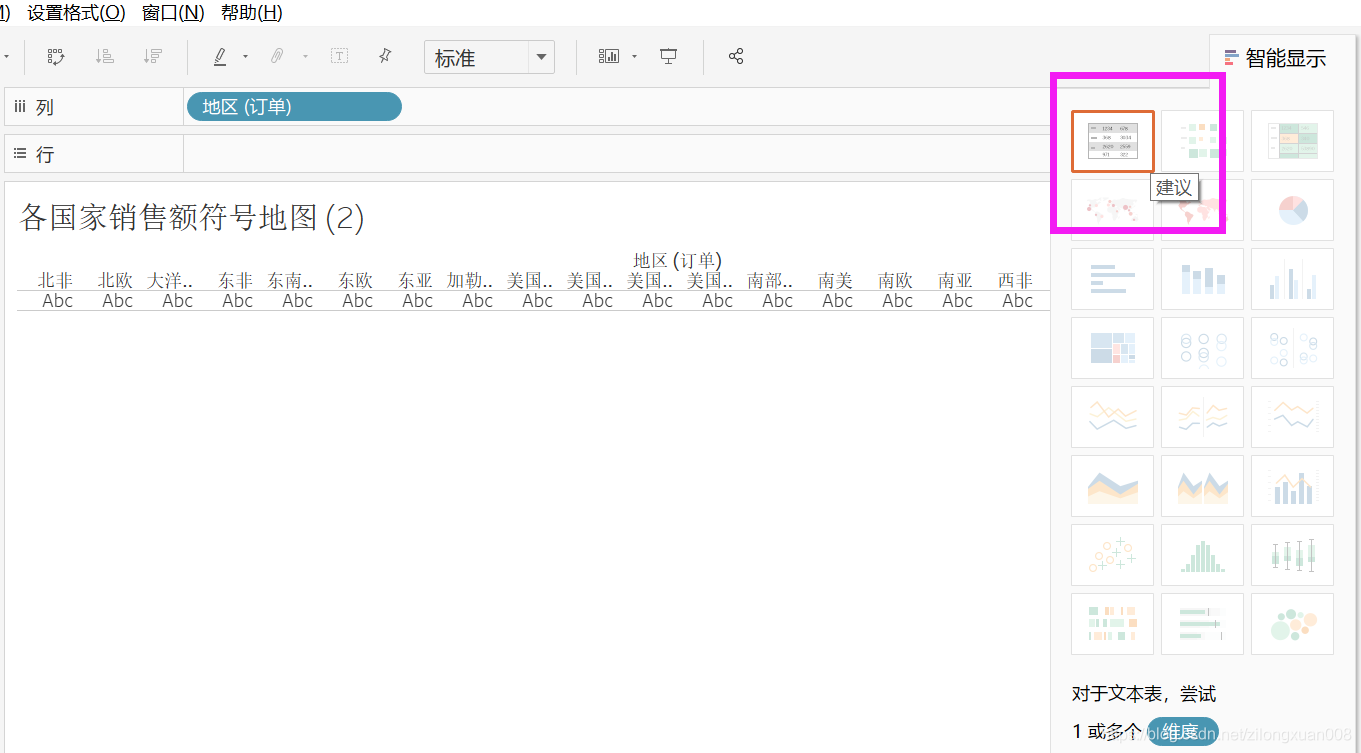 M) 设置格式(O) 窗口(N) 帮助(H)
标准
智能显示
iii 列 地区 (订单)
行
建议
各国家销售额符号地图 (2)
地区 (订单)
北非 北欧 大洋.. 东非 东南.. 东欧 东亚 加勒.. 美国.. 美国.. 美国.. 美国.. 南部.. 南美 南欧 南亚 西非
Abc Abc Abc Abc Abc Abc Abc Abc Abc Abc Abc Abc Abc Abc Abc Abc Abc
对于文本表，尝试
1 或多个 维度
https://blog.csdn.net/zilongxuan008